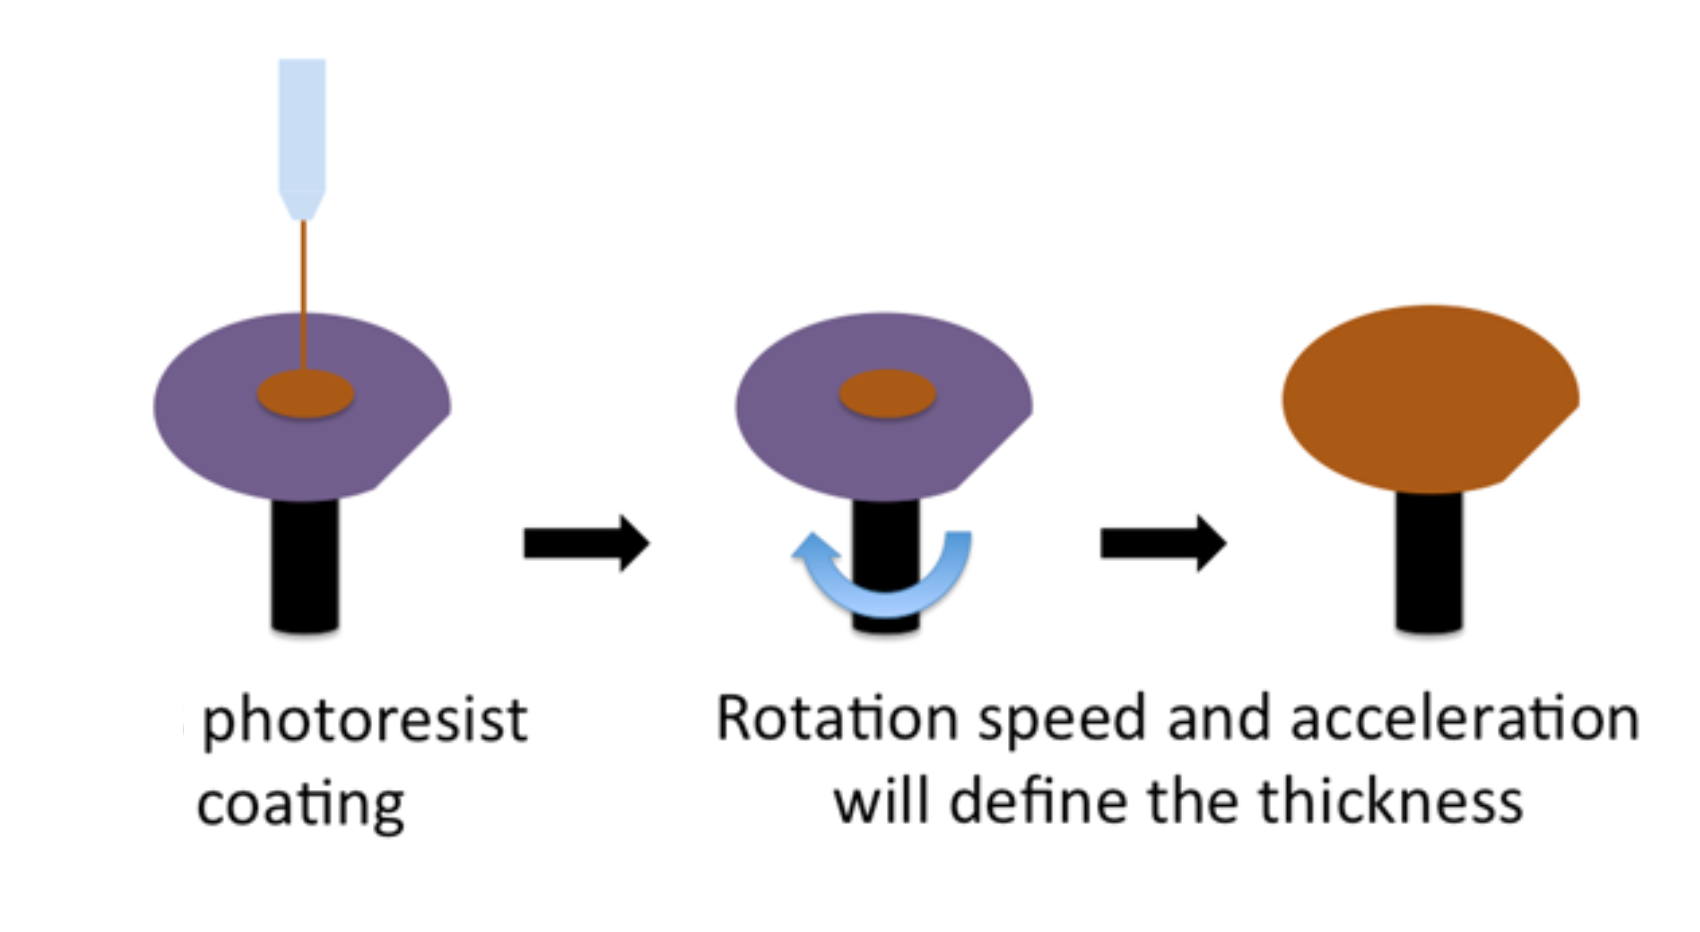 photoresist
coating
Rotation speed and acceleration
will define the thickness